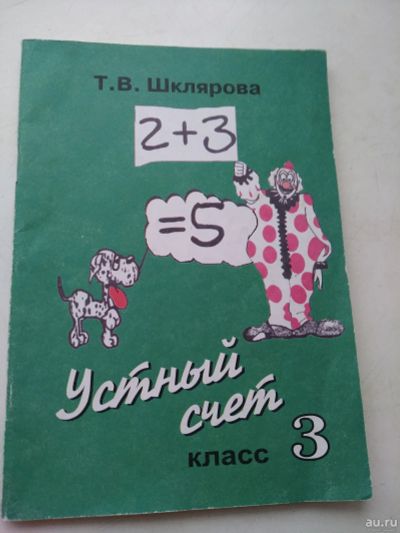 Т.В. Шклярова
2+3
=5
Устный
счет
класс 3
au.ru